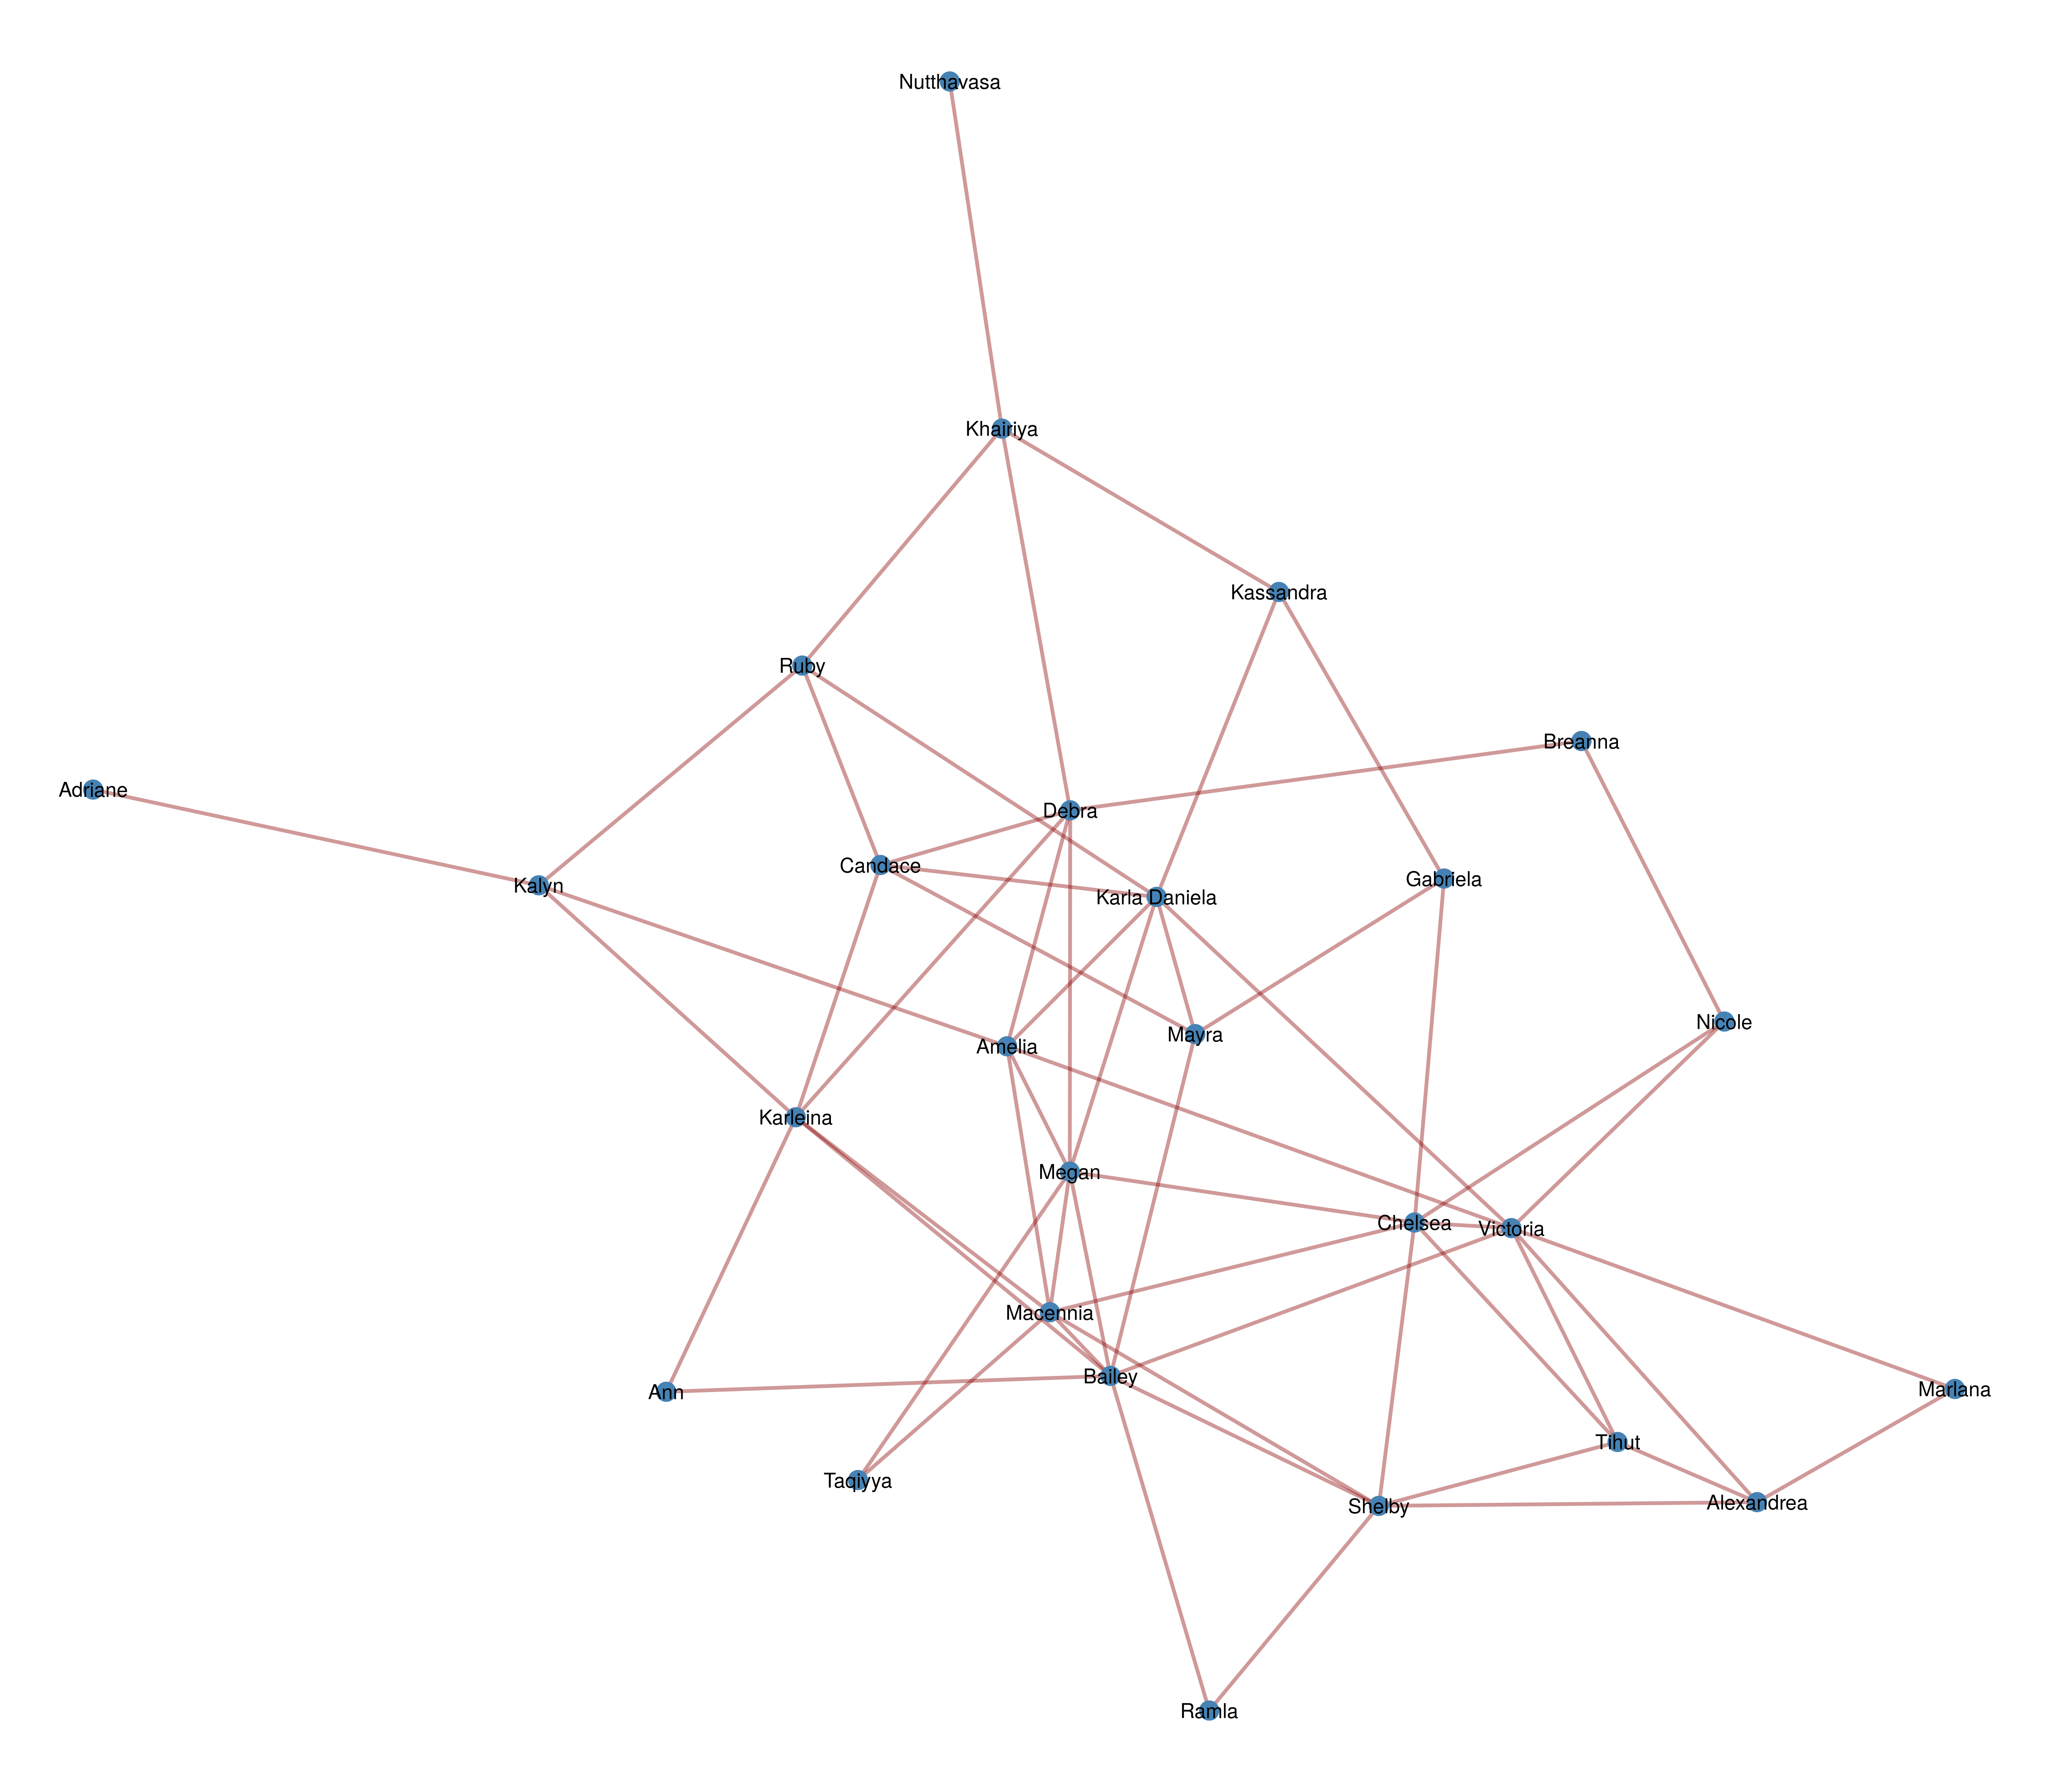 Nutthavasa
Khairiya
Kassandra
Ruby
Breanna
Adriane
Debra
Candace
Gabriela
Kalyn
Karla Daniela
Nicole
Mayra
Amelia
Karleina
Megan
Chelsea
Victoria
Macennia
Bailey
Marlana
Ann
Tihut
Taqiyya
Alexandrea
Shelby
Ramla